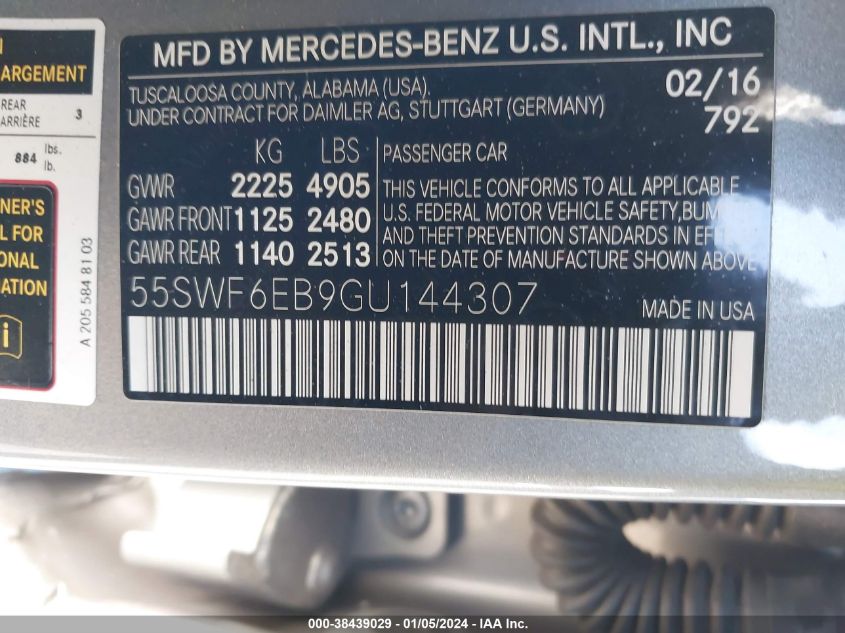 N
ARGEMENT
REAR
ARRIÈRE 3
884 lbs.
lb.
NER'S
L FOR
ONAL
MATION
i
A 205 584 81 03
MFD BY MERCEDES-BENZ U.S. INTL., INC
TUSCALOOSA COUNTY, ALABAMA (USA).
UNDER CONTRACT FOR DAIMLER AG, STUTTGART (GERMANY)
02/16
792
KG LBS
GVWR 2225 4905
GAWR FRONT 1125 2480
GAWR REAR 1140 2513
PASSENGER CAR
THIS VEHICLE CONFORMS TO ALL APPLICABLE
U.S. FEDERAL MOTOR VEHICLE SAFETY, BUM
AND THEFT PREVENTION STANDARDS IN EFFE
ON THE DATE OF MANUFACTURE SHOWN ABOVE
55SWF6EB9GU144307
MADE IN USA
000-38439029 - 01/05/2024 - IAA Inc.